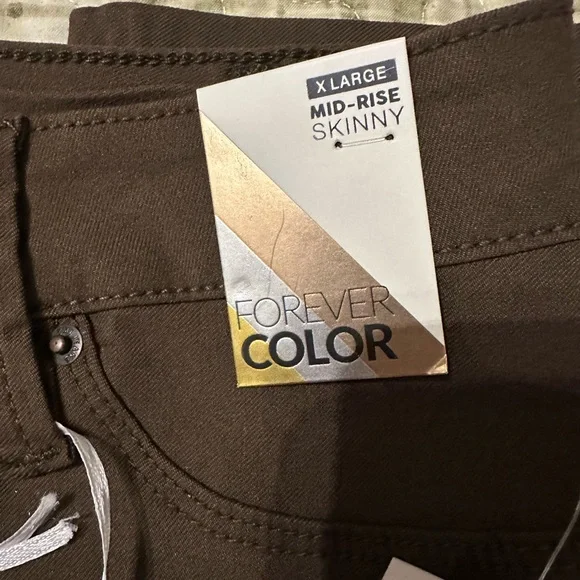 X LARGE
MID-RISE
SKINNY
FOREVER
COLOR